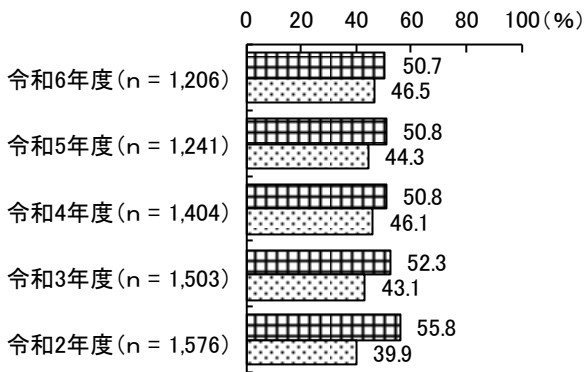 0 20 40 60 80 100(%)
令和6年度(n = 1,206) 50.7
46.5
令和5年度(n = 1,241) 50.8
44.3
令和4年度(n = 1,404) 50.8
46.1
令和3年度(n = 1,503) 52.3
43.1
令和2年度(n = 1,576) 55.8
39.9